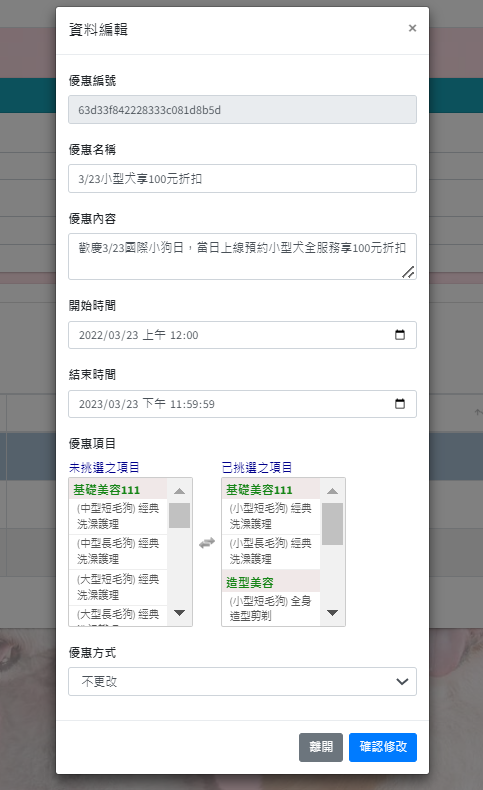 資料編輯
×
優惠編號
63d33f842228333c081d8b5d
優惠名稱
3/23小型犬享100元折扣
優惠內容
歡慶3/23國際小狗日，當日上線預約小型犬全服務享100元折扣
開始時間
2022/03/23 上午 12:00
結束時間
2023/03/23 下午 11:59:59
優惠項目
未挑選之項目
基礎美容111
(中型短毛狗) 經典
洗澡護理
(中型長毛狗) 經典
洗澡護理
(大型短毛狗) 經典
洗澡護理
(大型長毛狗) 經典
已挑選之項目
基礎美容111
(小型短毛狗) 經典
洗澡護理
(小型長毛狗) 經典
洗澡護理
造型美容
(小型短毛狗) 全身
造型剪剃
優惠方式
不更改
離開
確認修改